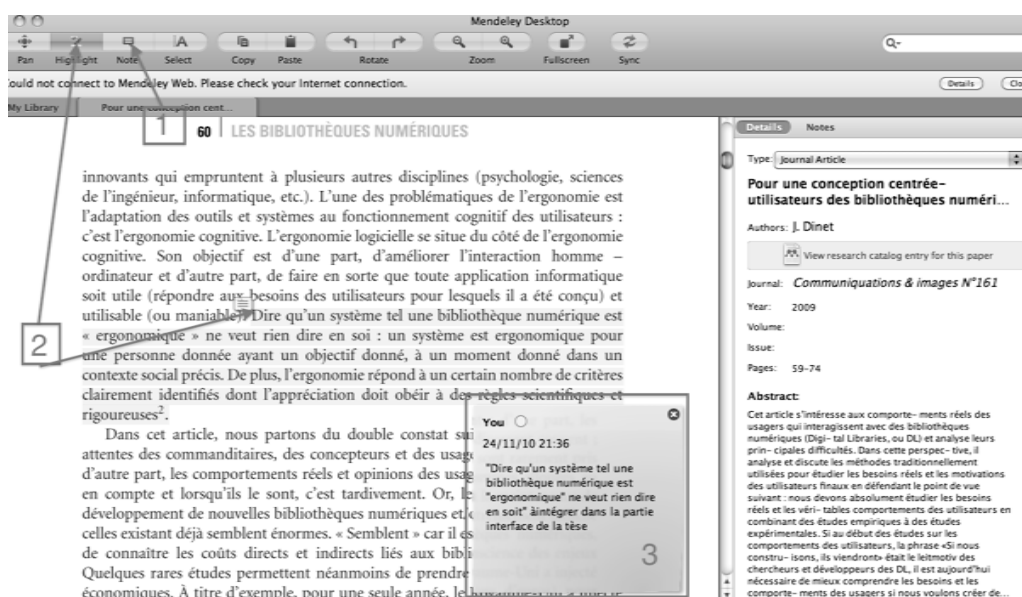 Mendeley Desktop
Pan Highlight Note Select Copy Paste Rotate Zoom Fullscreen Sync
ould not connect to Mendeley Web. Please check your Internet connection.
Details Clo
My Library Pour une conception cent...
1
2
60 LES BIBLIOTHÈQUES NUMÉRIQUES
innovants qui empruntent à plusieurs autres disciplines (psychologie, sciences
de l'ingénieur, informatique, etc.). L'une des problématiques de l'ergonomie est
l'adaptation des outils et systèmes au fonctionnement cognitif des utilisateurs :
c'est l'ergonomie cognitive. L'ergonomie logicielle se situe du côté de l'ergonomie
cognitive. Son objectif est d'une part, d'améliorer l'interaction homme –
ordinateur et d'autre part, de faire en sorte que toute application informatique
soit utile (répondre aux besoins des utilisateurs pour lesquels il a été conçu) et
utilisable (ou maniable). Dire qu'un système tel une bibliothèque numérique est
« ergonomique » ne veut rien dire en soi : un système est ergonomique pour
une personne donnée ayant un objectif donné, à un moment donné dans un
contexte social précis. De plus, l'ergonomie répond à un certain nombre de critères
clairement identifiés dont l'appréciation doit obéir à des règles scientifiques et
rigoureuses².
Dans cet article, nous partons du double constat
attentes des commanditaires, des concepteurs et des usag
d'autre part, les comportements réels et opinions des usag
en compte et lorsqu'ils le sont, c'est tardivement. Or, le
développement de nouvelles bibliothèques numériques et
celles existant déjà semblent énormes. « Semblent » car il es
de connaître les coûts directs et indirects liés aux bibli
Quelques rares études permettent néanmoins de prendre
économiques. À titre d'exemple, pour une seule année, le
You
24/11/10 21:36
"Dire qu'un système tel une
bibliothèque numérique est
"ergonomique" ne veut rien dire
en soit" àintégrer dans la partie
interface de la tèse
3
Details Notes
Type: Journal Article
Pour une conception centrée-
utilisateurs des bibliothèques numéri...
Authors: J. Dinet
View research catalog entry for this paper
Journal: Communiquations & images N°161
Year: 2009
Volume:
Issue:
Pages: 59-74
Abstract:
Cet article s'intéresse aux comporte- ments réels des
usagers qui interagissent avec des bibliothèques
numériques (Digi- tal Libraries, ou DL) et analyse leurs
prin- cipales difficultés. Dans cette perspec- tive, il
analyse et discute les méthodes traditionnellement
utilisées pour étudier les besoins réels et les motivations
des utilisateurs finaux en défendant le point de vue
suivant : nous devons absolument étudier les besoins
réels et les véri- tables comportements des utilisateurs en
combinant des études empiriques à des études
expérimentales. Si au début des études sur les
comportements des utilisateurs, la phrase «Si nous
constru- isons, ils viendront» était le leitmotiv des
chercheurs et développeurs des DL, il est aujourd'hui
nécessaire de mieux comprendre les besoins et les
comporte- ments des usagers si nous voulons créer de...